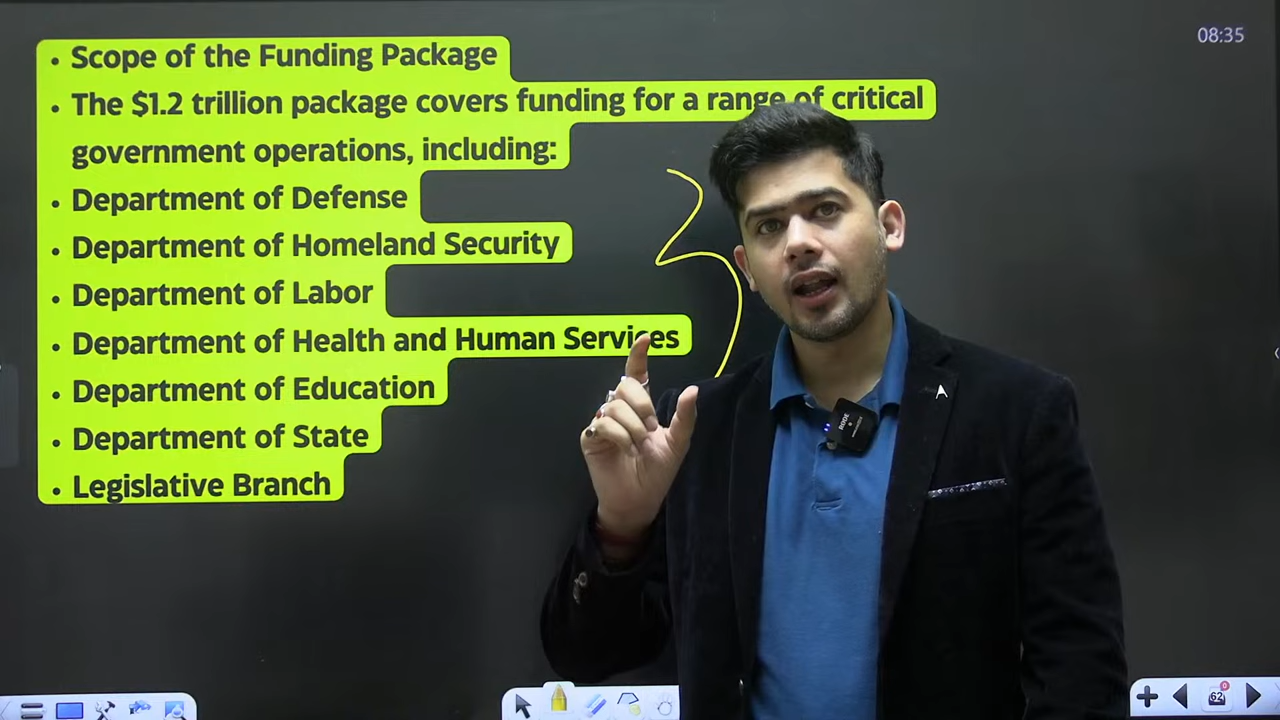 08:35
• Scope of the Funding Package
• The $1.2 trillion package covers funding for a range of critical
government operations, including:
• Department of Defense
• Department of Homeland Security
• Department of Labor
• Department of Health and Human Services
• Department of Education
• Department of State
• Legislative Branch
RODE
62
0